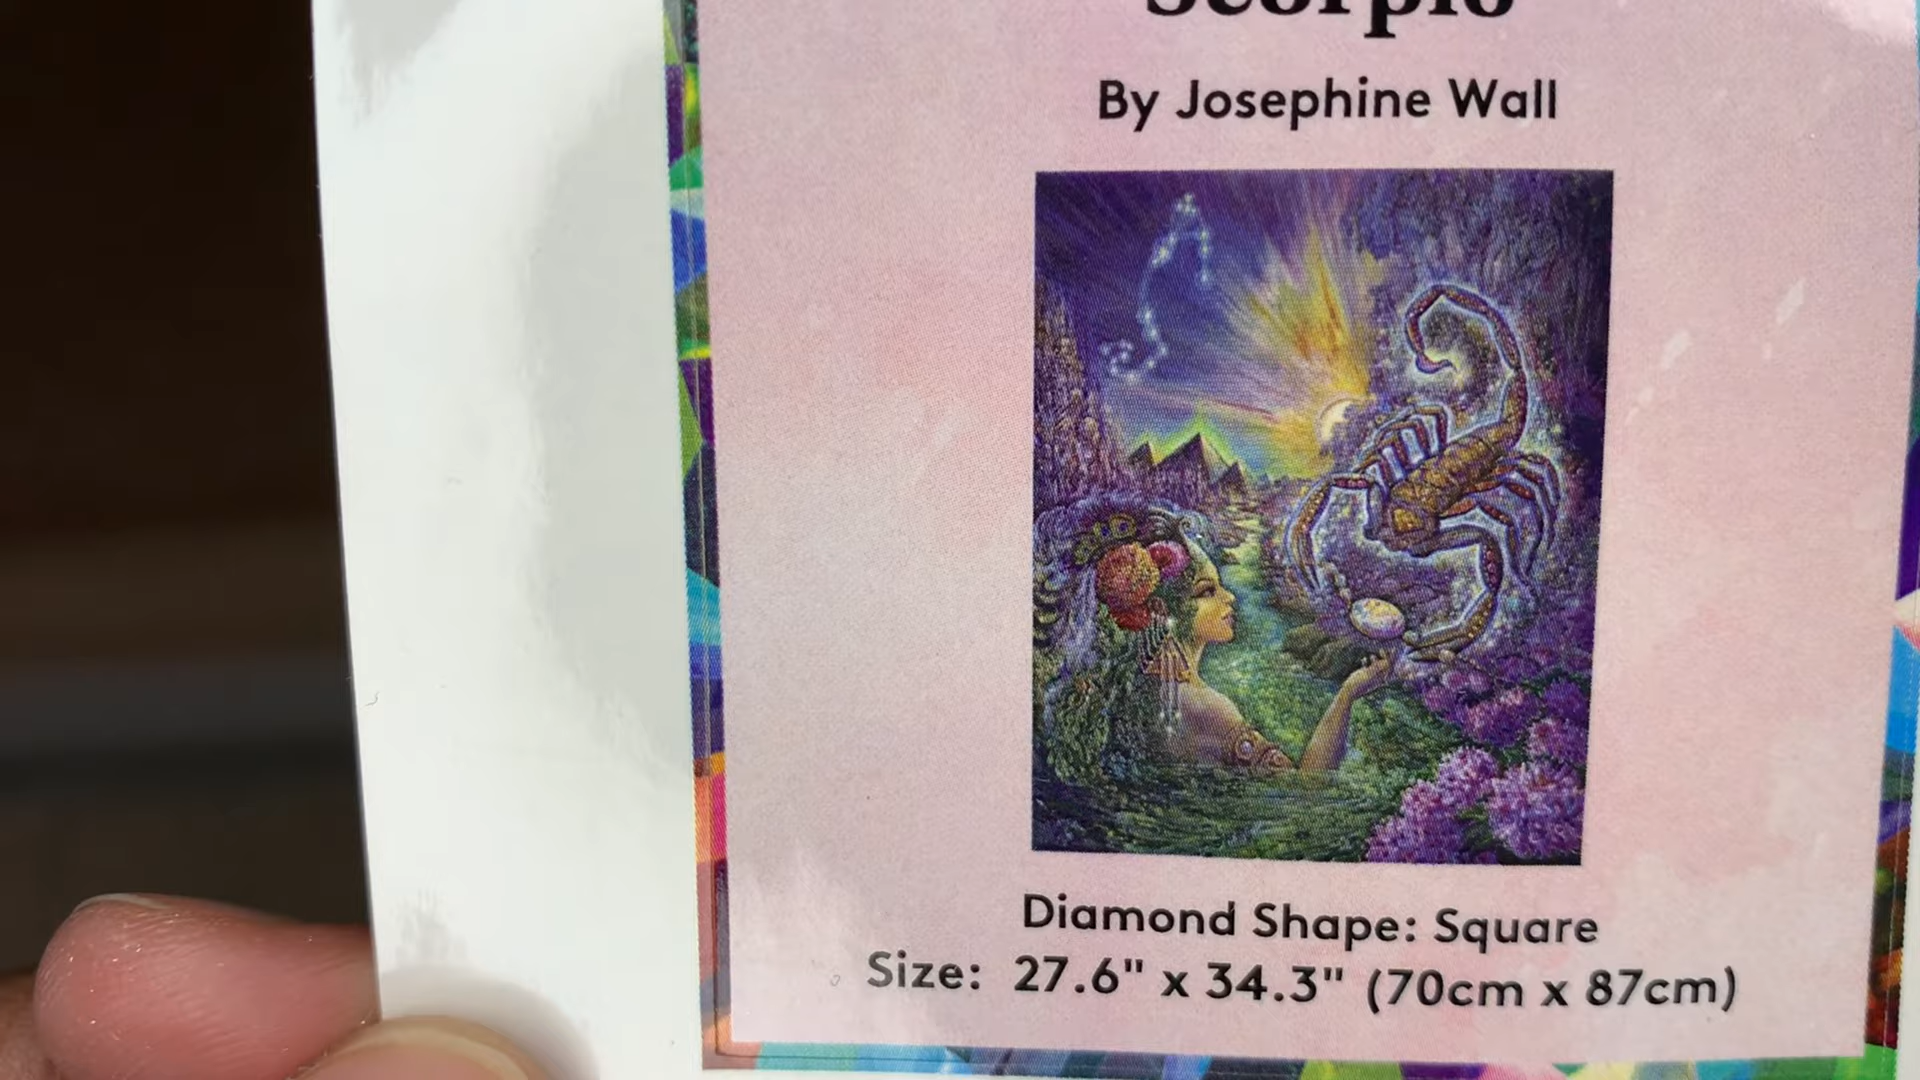 Scorpio
By Josephine Wall
Diamond Shape: Square
Size: 27.6" x 34.3" (70cm x 87cm)